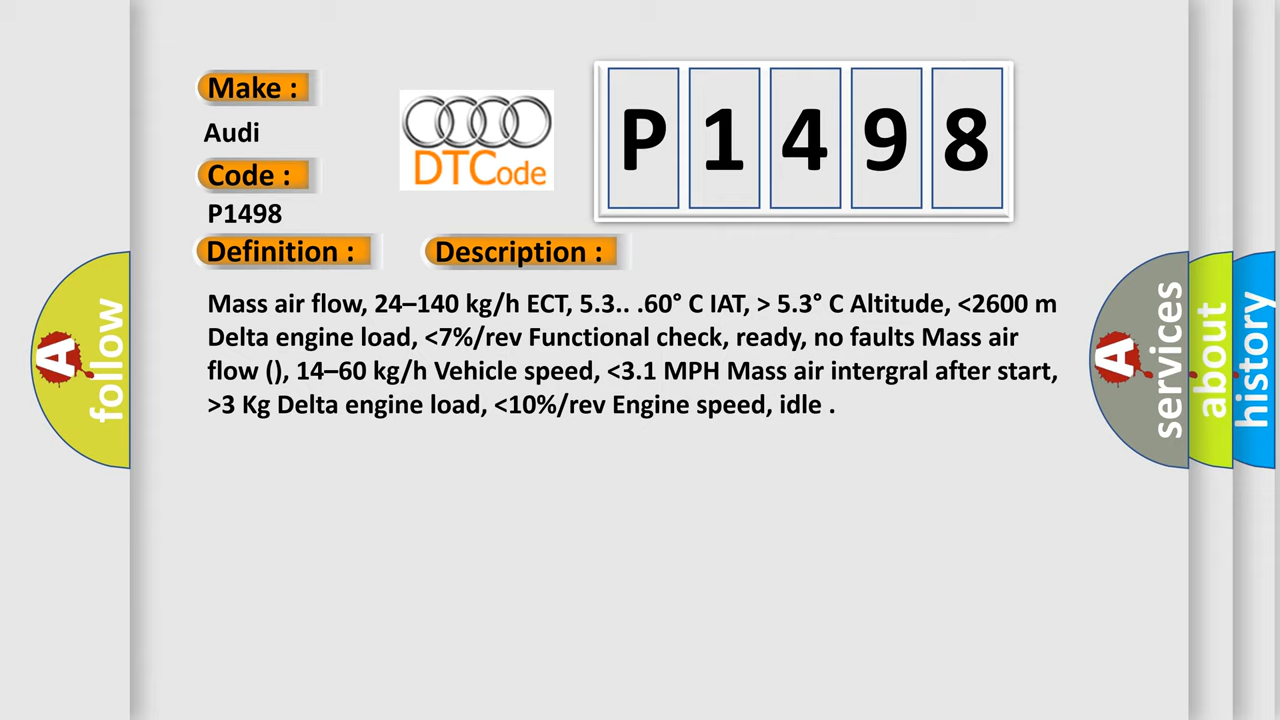 Make :
Audi
Code :
P1498
Definition :
Description :
DTCode
P 1 4 9 8
Mass air flow, 24–140 kg/h ECT, 53.. .60° C IAT, > 5.3° C Altitude, <2600 m
Delta engine load, <7%/rev Functional check, ready, no faults Mass air
flow (), 14–60 kg/h Vehicle speed, <3.1 MPH Mass air intergral after start,
>3 Kg Delta engine load, <10%/rev Engine speed, idle .
A follow
A services
about
history